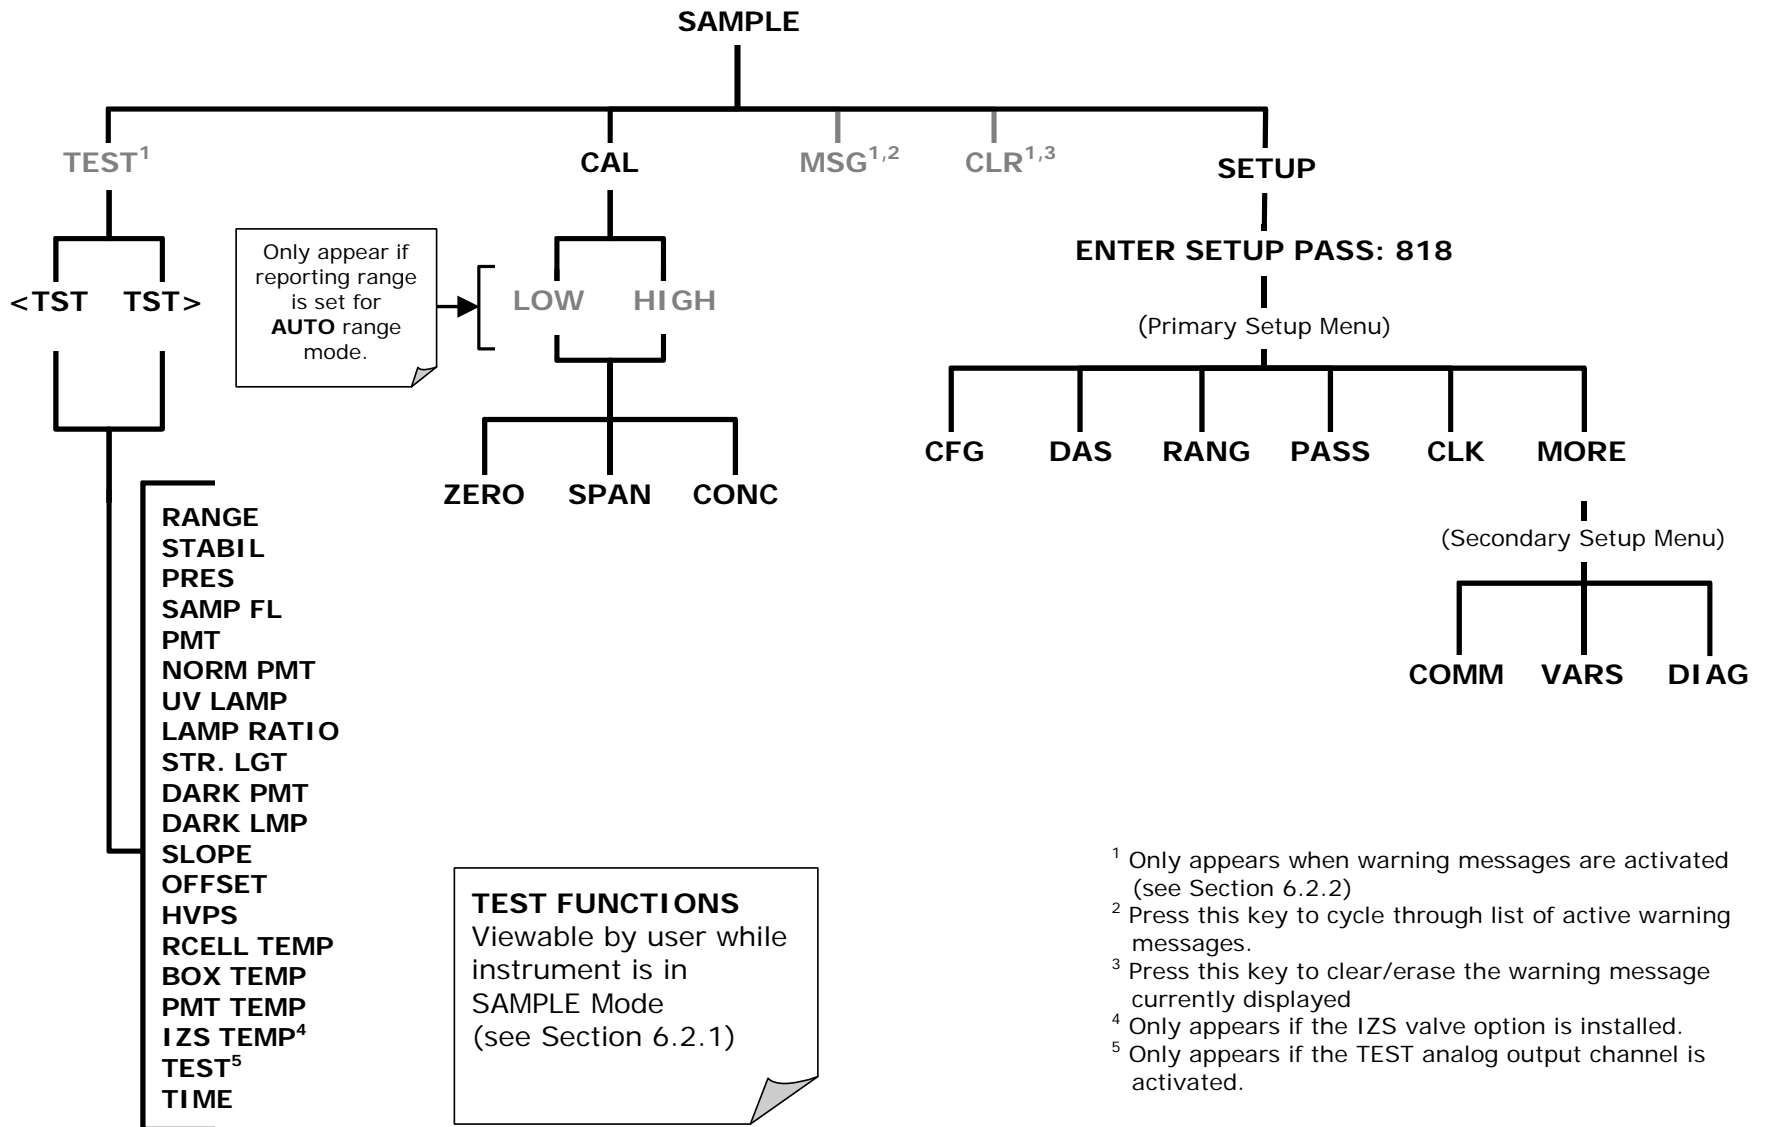 SAMPLE
TEST1
CAL
MSG1,2
CLR1,3
SETUP
<TST TST>
Only appear if
reporting range
is set for
AUTO range
mode.
LOW HIGH
ENTER SETUP PASS: 818
(Primary Setup Menu)
CFG DAS RANG PASS CLK MORE
ZERO SPAN CONC
(Secondary Setup Menu)
COMM VARS DIAG
RANGE
STABIL
PRES
SAMP FL
PMT
NORM PMT
UV LAMP
LAMP RATIO
STR. LGT
DARK PMT
DARK LMP
SLOPE
OFFSET
HVPS
RCELL TEMP
BOX TEMP
PMT TEMP
IZS TEMP4
TEST5
TIME
TEST FUNCTIONS
Viewable by user while
instrument is in
SAMPLE Mode
(see Section 6.2.1)
1 Only appears when warning messages are activated
(see Section 6.2.2)
2 Press this key to cycle through list of active warning
messages.
3 Press this key to clear/erase the warning message
currently displayed
4 Only appears if the IZS valve option is installed.
5 Only appears if the TEST analog output channel is
activated.